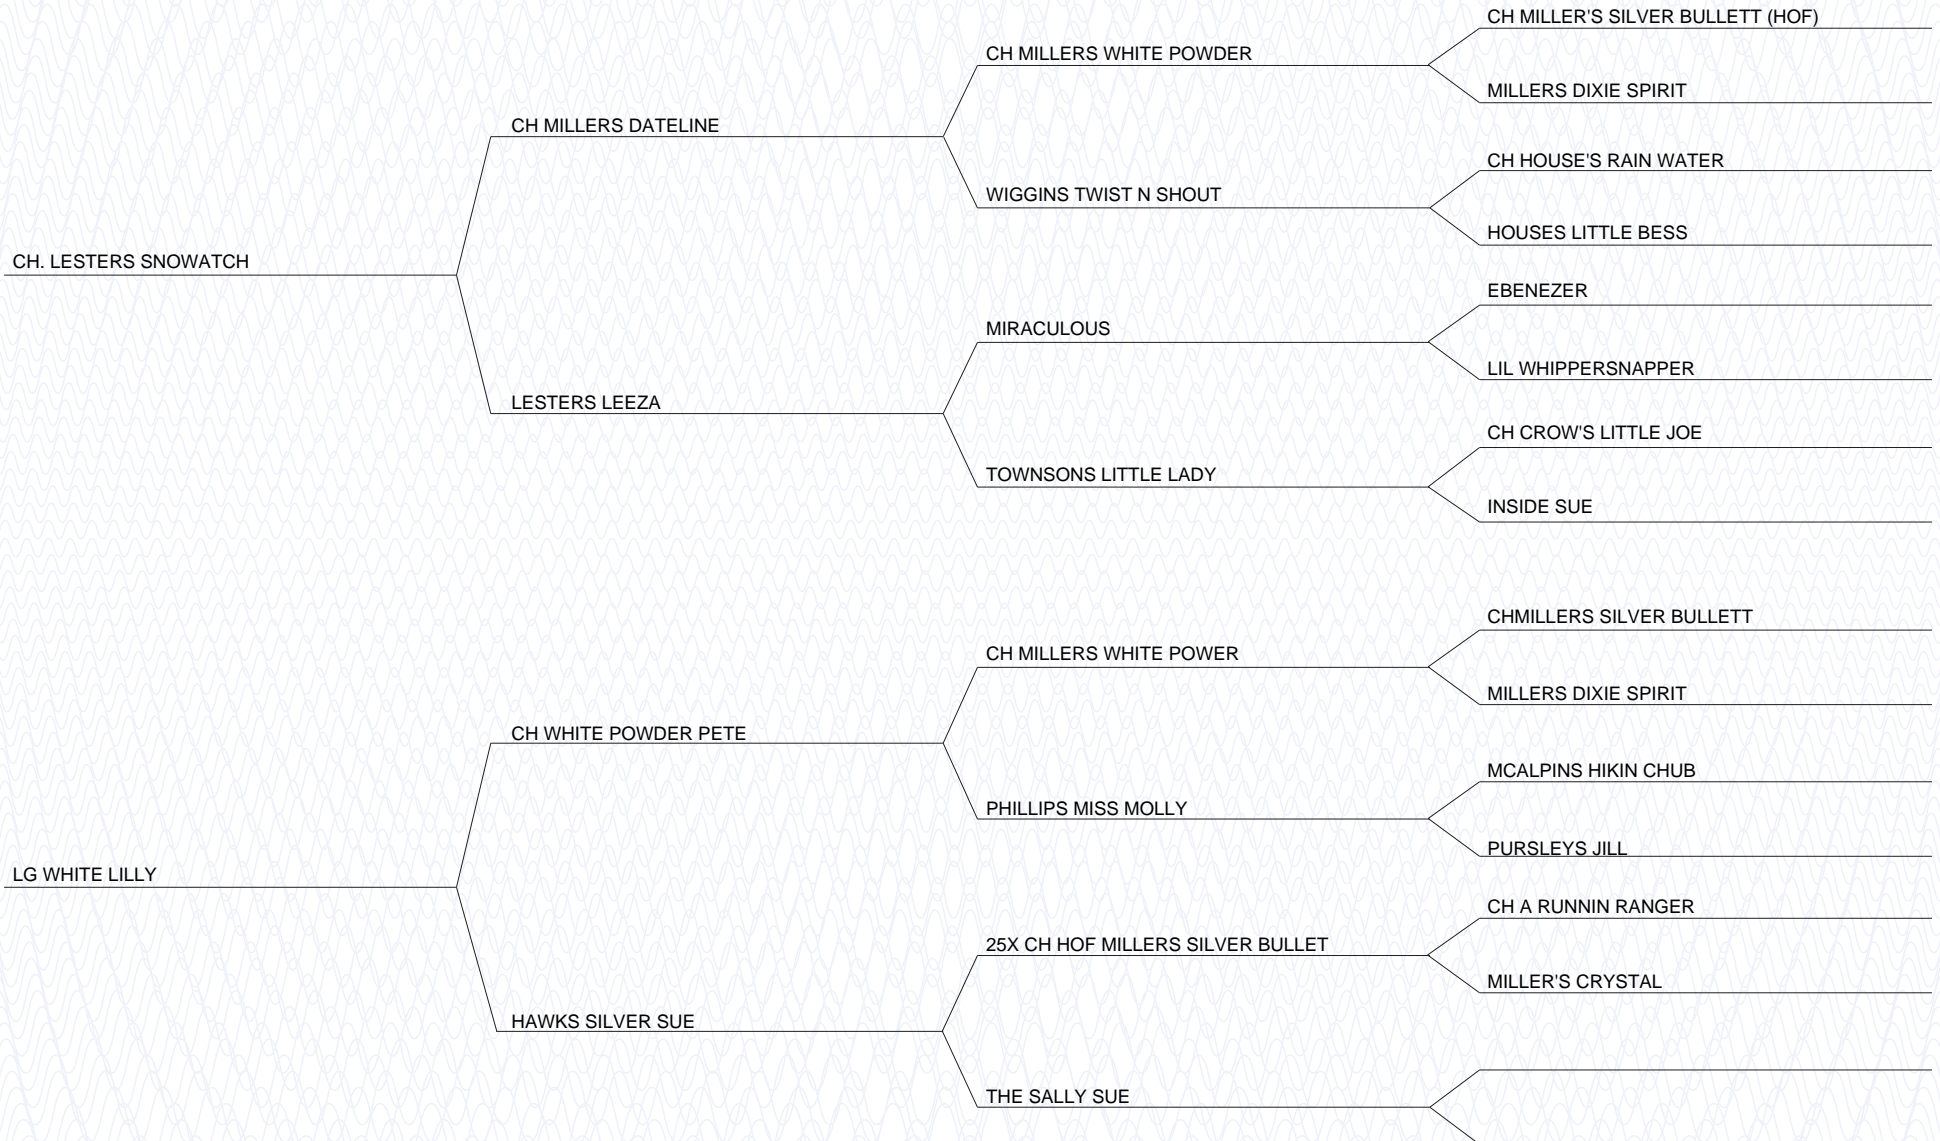 CH MILLER'S SILVER BULLETT (HOF)
CH MILLERS WHITE POWDER
MILLERS DIXIE SPIRIT
CH MILLERS DATELINE
CH HOUSE'S RAIN WATER
WIGGINS TWIST N SHOUT
HOUSES LITTLE BESS
CH. LESTERS SNOWATCH
EBENEZER
MIRACULOUS
LIL WHIPPERSNAPPER
LESTERS LEEZA
CH CROW'S LITTLE JOE
TOWNSONS LITTLE LADY
INSIDE SUE
CHMILLERS SILVER BULLETT
CH MILLERS WHITE POWER
MILLERS DIXIE SPIRIT
CH WHITE POWDER PETE
MCALPINS HIKIN CHUB
PHILLIPS MISS MOLLY
PURSLEYS JILL
LG WHITE LILLY
CH A RUNNIN RANGER
25X CH HOF MILLERS SILVER BULLET
MILLER'S CRYSTAL
HAWKS SILVER SUE
THE SALLY SUE